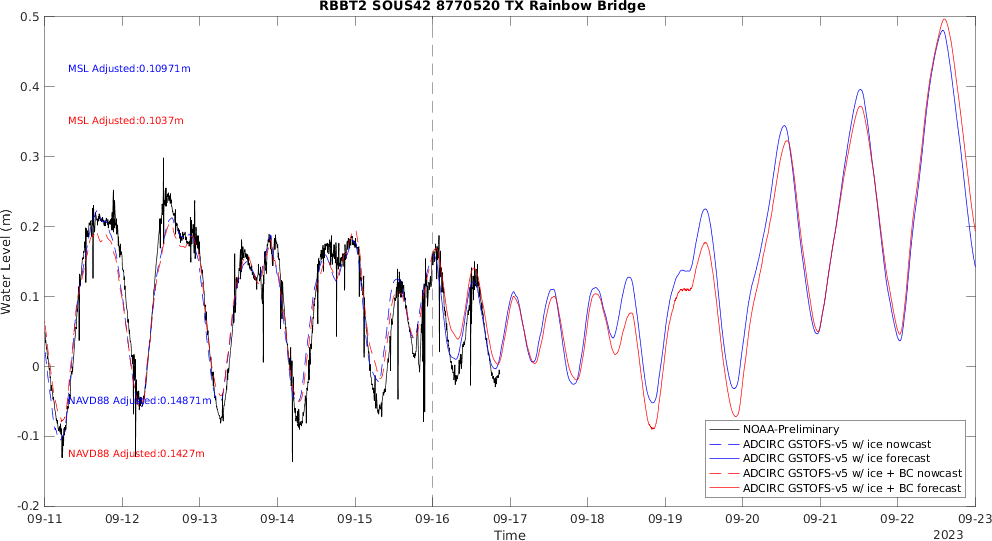 RBBT2 SOUS42 8770520 TX Rainbow Bridge
0.5
0.4
0.3
0.2
0.1
0
-0.1
-0.2
Water Level (m)
MSL Adjusted:0.10971m
MSL Adjusted:0.1037m
NAVD88 Adjusted:0.14871m
NAVD88 Adjusted:0.1427m
NOAA-Preliminary
ADCIRC GSTOFS-v5 w/ ice nowcast
ADCIRC GSTOFS-v5 w/ ice forecast
ADCIRC GSTOFS-v5 w/ ice + BC nowcast
ADCIRC GSTOFS-v5 w/ ice + BC forecast
09-11 09-12 09-13 09-14 09-15 09-16 09-17 09-18 09-19 09-20 09-21 09-22 09-23
Time
2023